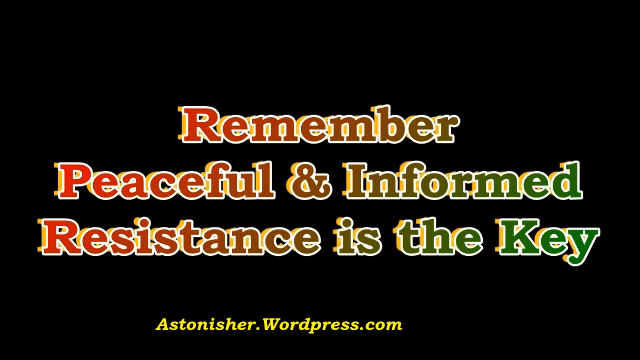 Remember
Peaceful & Informed
Resistance is the Key
Astonisher.Wordpress.com